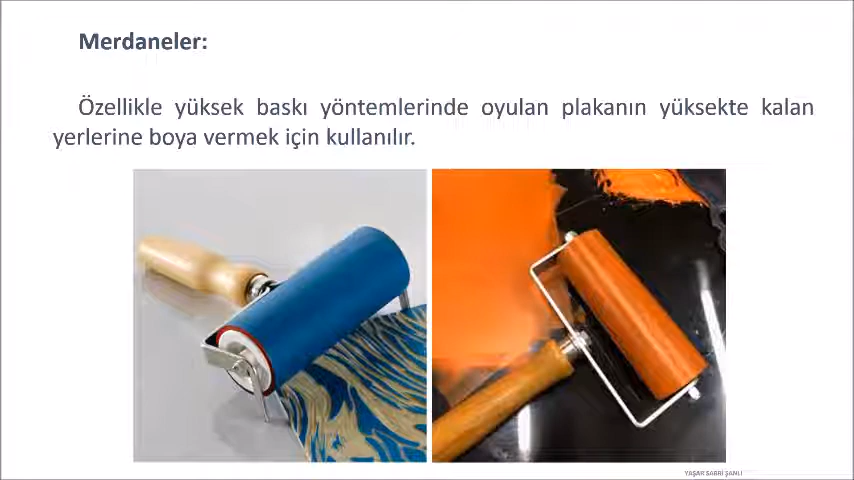 Merdaneler:
Özellikle yüksek baskı yöntemlerinde oyulan plakanın yüksekte kalan
yerlerine boya vermek için kullanılır.
YAŞAR SABRİ ŞANLI